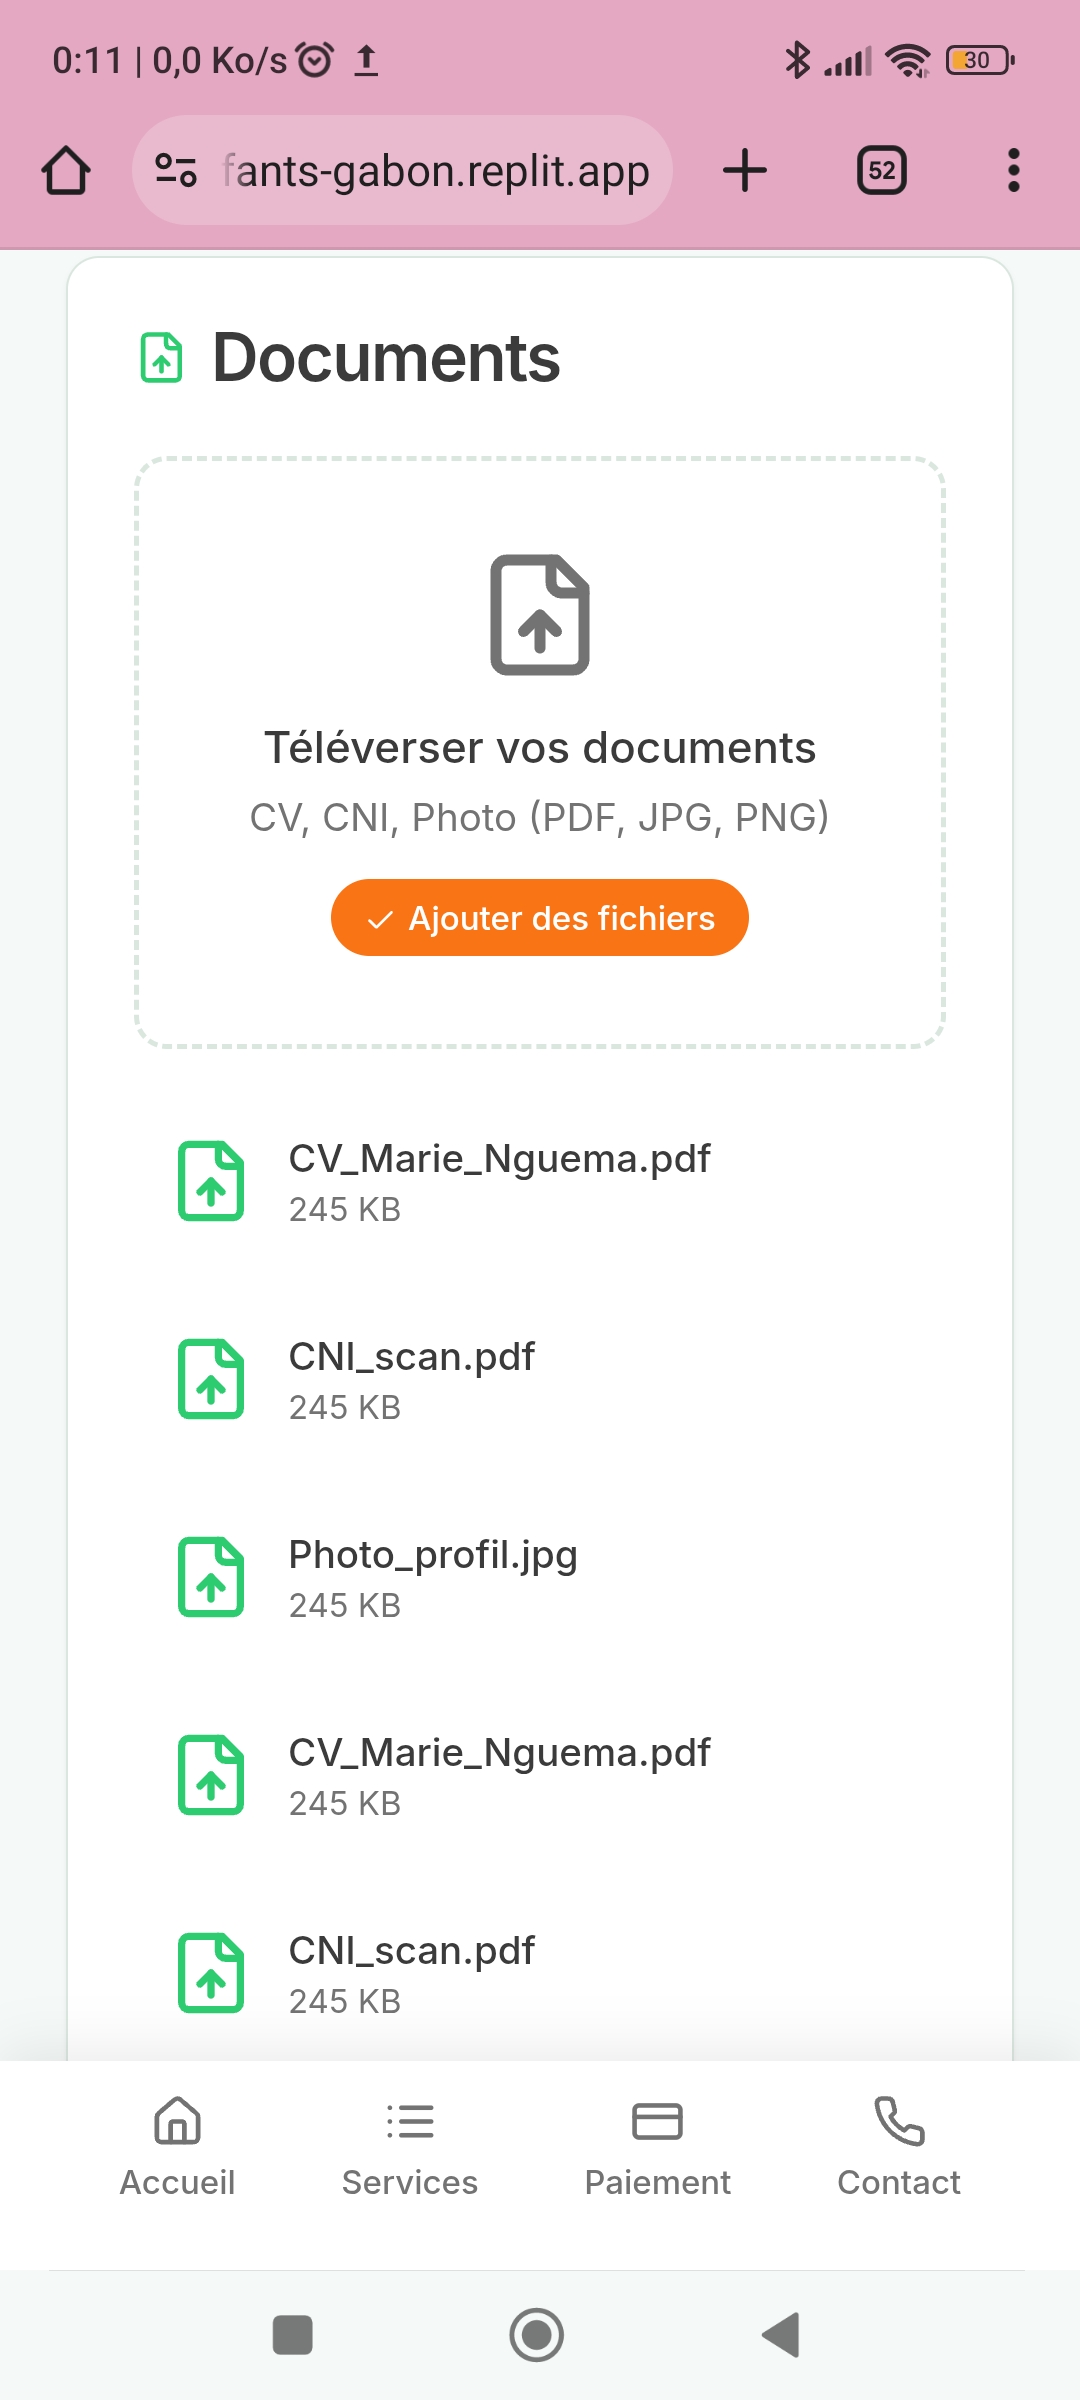 0:11 | 0,0 Ko/s
30
fants-gabon.replit.app
52
Documents
Téléverser vos documents
CV, CNI, Photo (PDF, JPG, PNG)
Ajouter des fichiers
CV_Marie_Nguema.pdf
245 KB
CNI_scan.pdf
245 KB
Photo_profil.jpg
245 KB
CV_Marie_Nguema.pdf
245 KB
CNI_scan.pdf
245 KB
Accueil
Services
Paiement
Contact